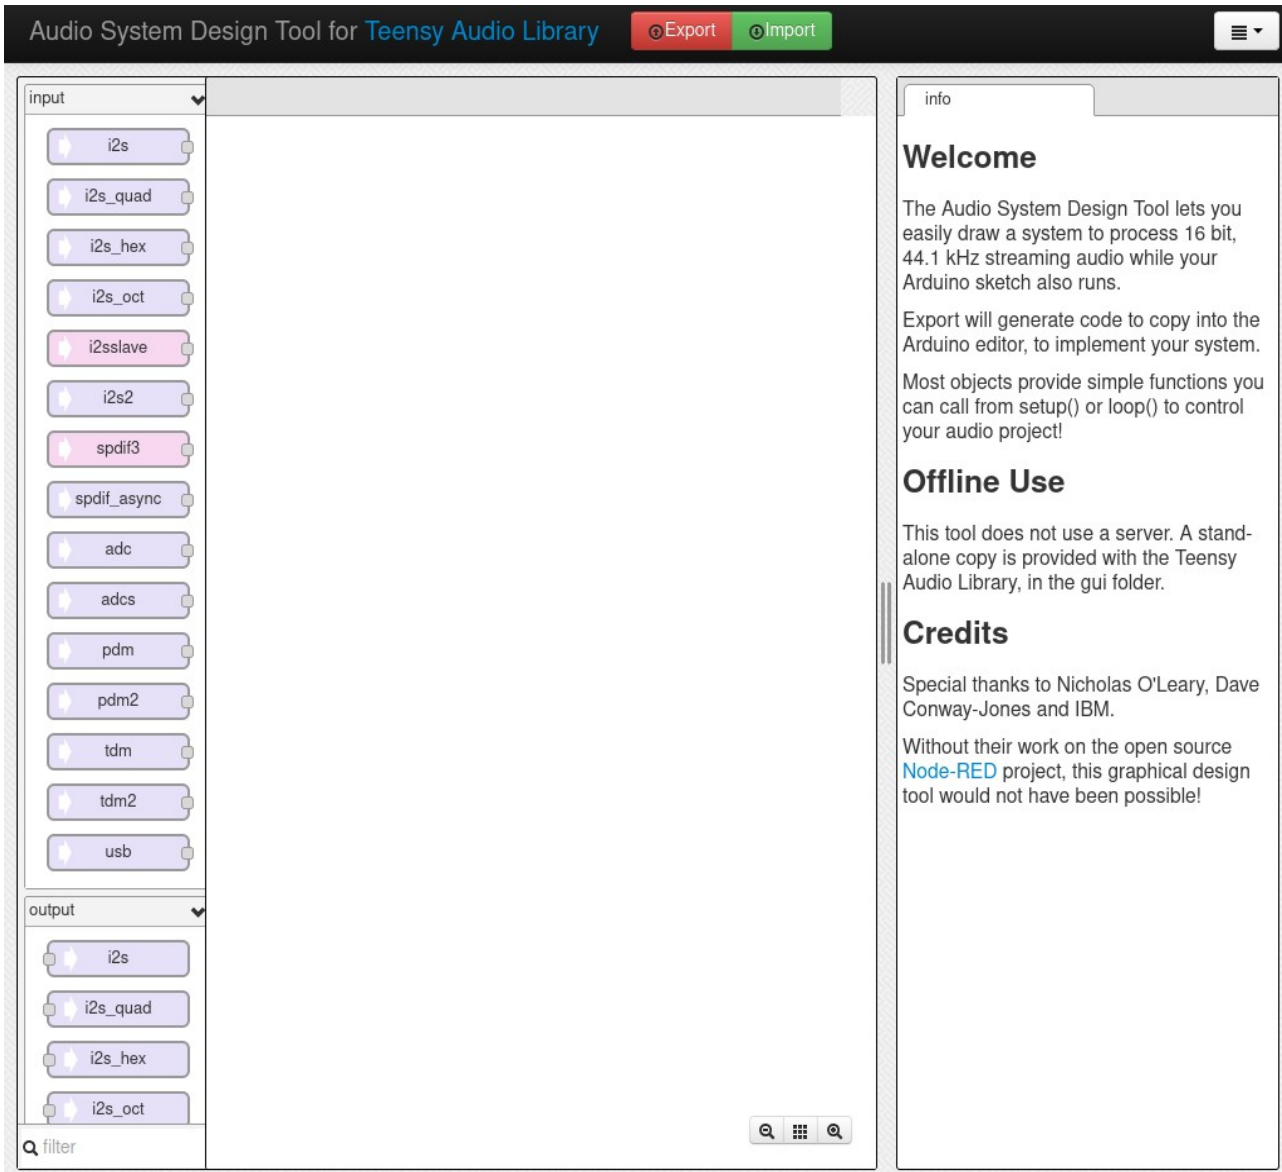 Audio System Design Tool for Teensy Audio Library
Export
Import
input
i2s
i2s_quad
i2s_hex
i2s_oct
i2sslave
i2s2
spdif3
spdif_async
adc
adcs
pdm
pdm2
tdm
tdm2
usb
output
i2s
i2s_quad
i2s_hex
i2s_oct
filter
info
Welcome
The Audio System Design Tool lets you
easily draw a system to process 16 bit,
44.1 kHz streaming audio while your
Arduino sketch also runs.
Export will generate code to copy into the
Arduino editor, to implement your system.
Most objects provide simple functions you
can call from setup() or loop() to control
your audio project!
Offline Use
This tool does not use a server. A stand-
alone copy is provided with the Teensy
Audio Library, in the gui folder.
Credits
Special thanks to Nicholas O'Leary, Dave
Conway-Jones and IBM.
Without their work on the open source
Node-RED project, this graphical design
tool would not have been possible!